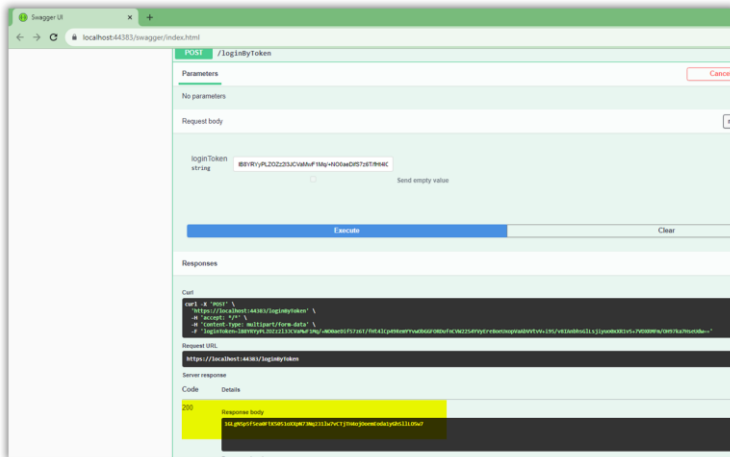 Swagger UI
localhost:44383/swagger/index.html
POST /loginByToken
Parameters
Cance
No parameters
Request body
loginToken
string
Send empty value
Execute
Clear
Responses
Curl
curl -X 'POST' \
'https://localhost:44383/loginByToken' \
-H 'accept: */*' \
-H 'Content-Type: multipart/form-data' \
Request URL
https://localhost:44383/loginByToken
Server response
Code Details
200
Response body